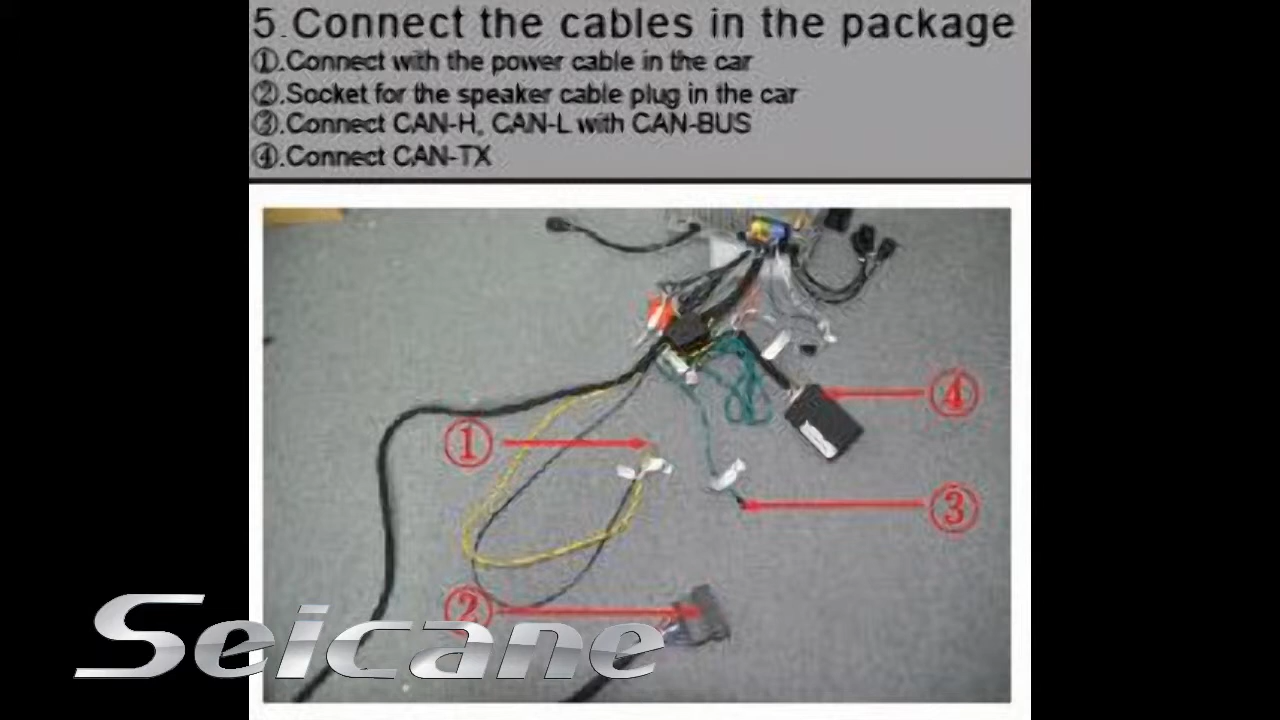 5.Connect the cables in the package
①.Connect with the power cable in the car
②.Socket for the speaker cable plug in the car
③.Connect CAN-H, CAN-L with CAN-BUS
④.Connect CAN-TX
④
①
③
②
Seicane